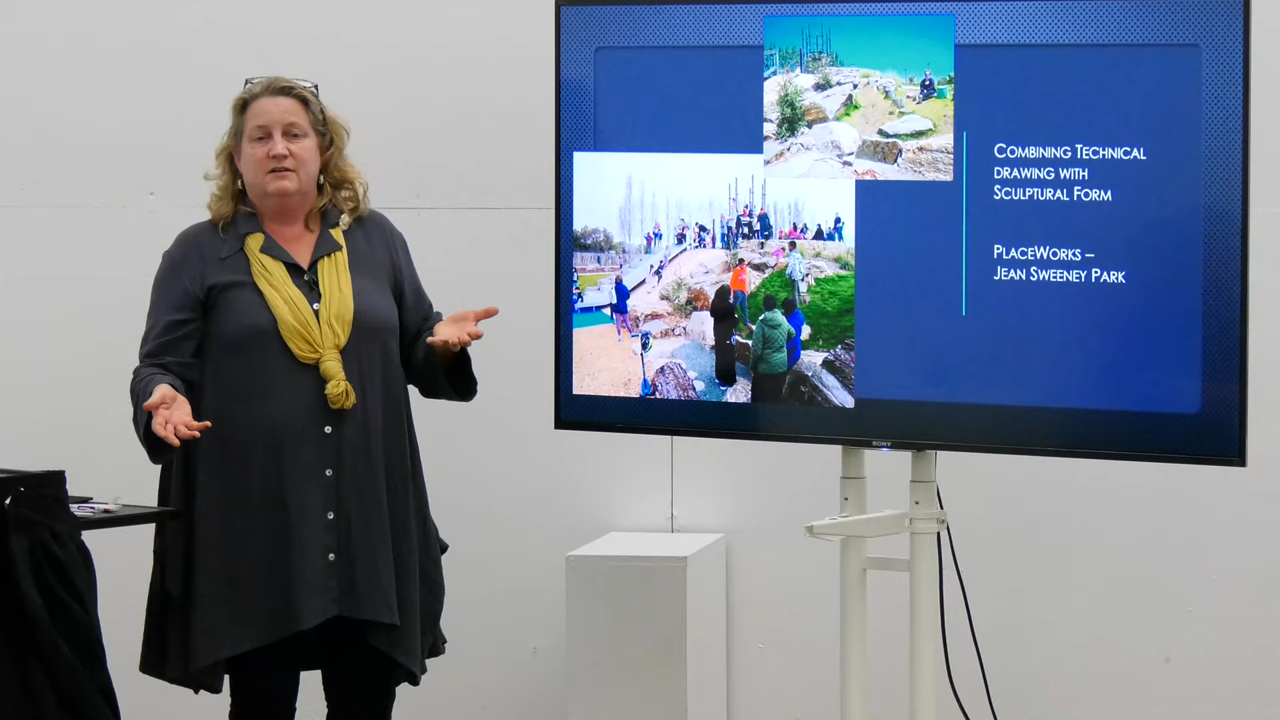 COMBINING TECHNICAL
DRAWING WITH
SCULPTURAL FORM
PLACEWORKS –
JEAN SWEENEY PARK
SONY